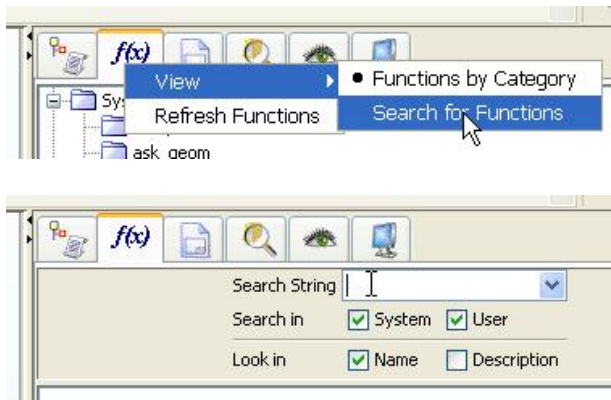 f(x)
View
Functions by Category
Sys
Refresh Functions
Search for Functions
ask_geom
f(x)
Search String
Search in
System
User
Look in
Name
Description